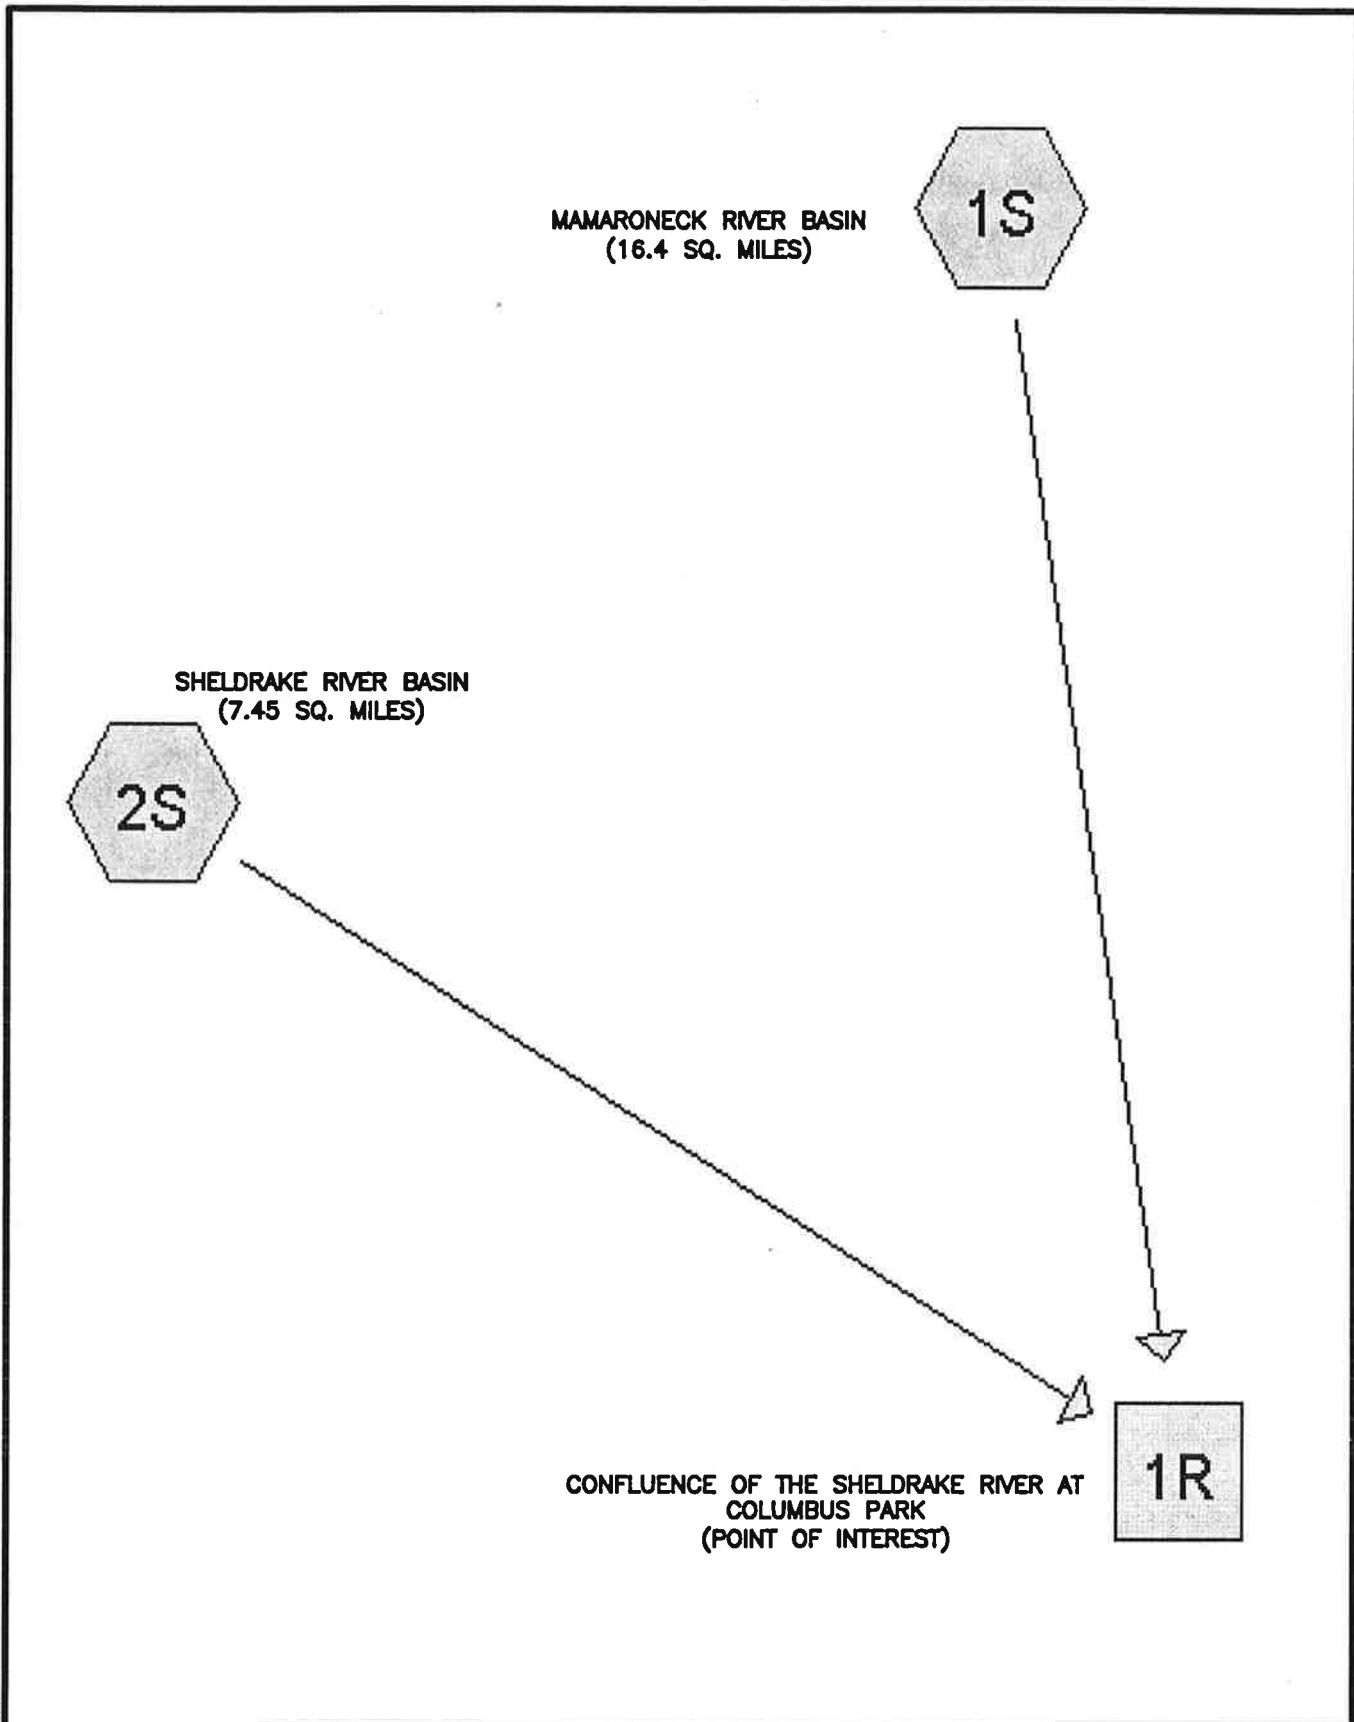 MAMARONECK RIVER BASIN
(16.4 SQ. MILES)
1S
SHELDRAKE RIVER BASIN
(7.45 SQ. MILES)
2S
CONFLUENCE OF THE SHELDRAKE RIVER AT
COLUMBUS PARK
(POINT OF INTEREST)
1R